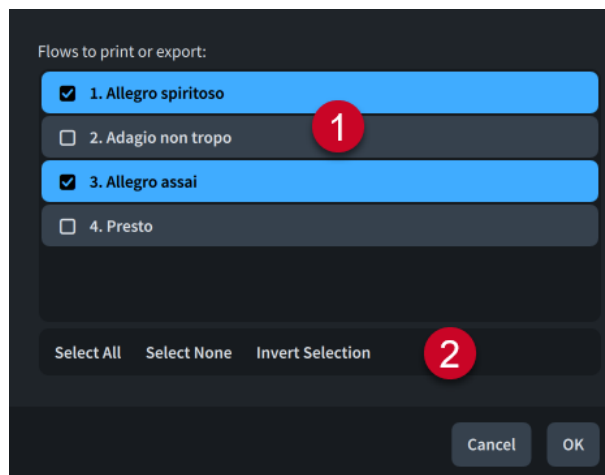 Flows to print or export:
1. Allegro spiritoso
1
2. Adagio non tropo
3. Allegro assai
4. Presto
Select All Select None Invert Selection
2
Cancel OK